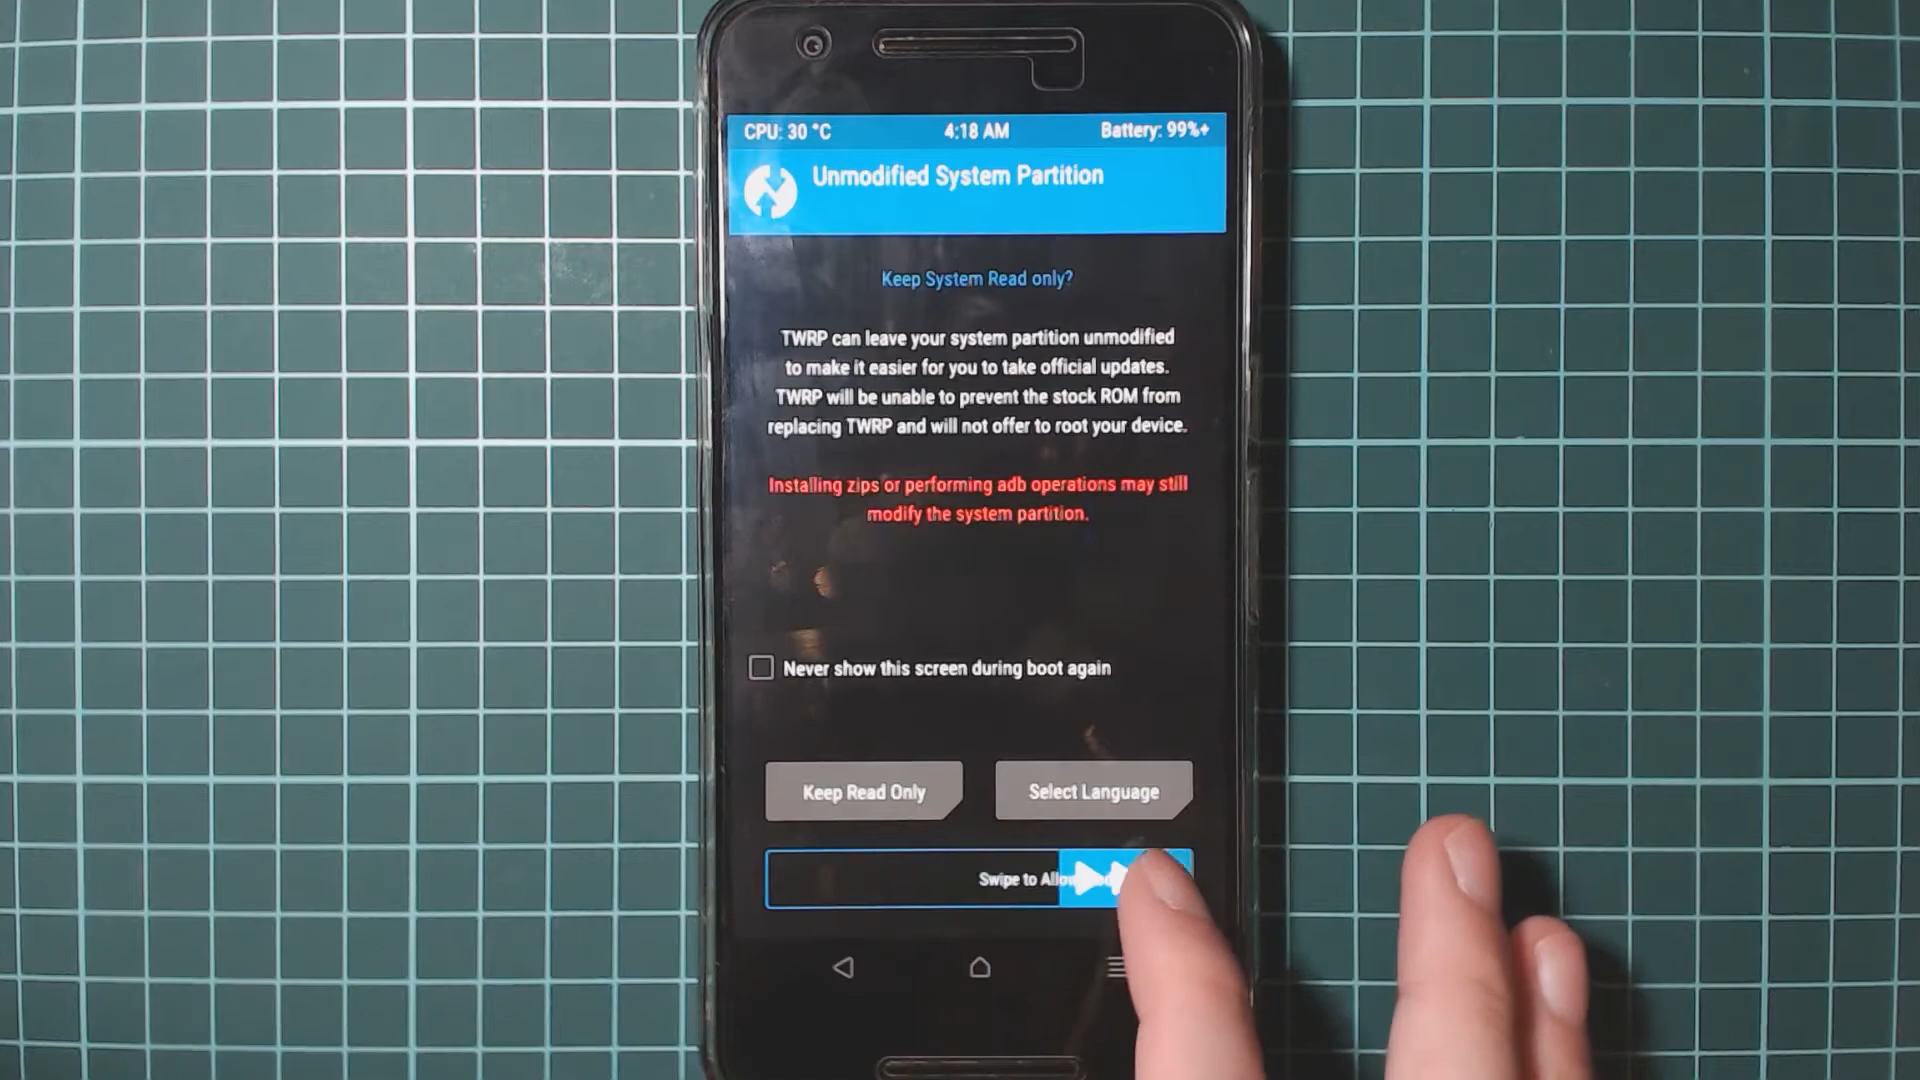 CPU: 30 °C 4:18 AM Battery: 99%+
Unmodified System Partition
Keep System Read only?
TWRP can leave your system partition unmodified
to make it easier for you to take official updates.
TWRP will be unable to prevent the stock ROM from
replacing TWRP and will not offer to root your device.
Installing zips or performing adb operations may still
modify the system partition.
Never show this screen during boot again
Keep Read Only Select Language
Swipe to